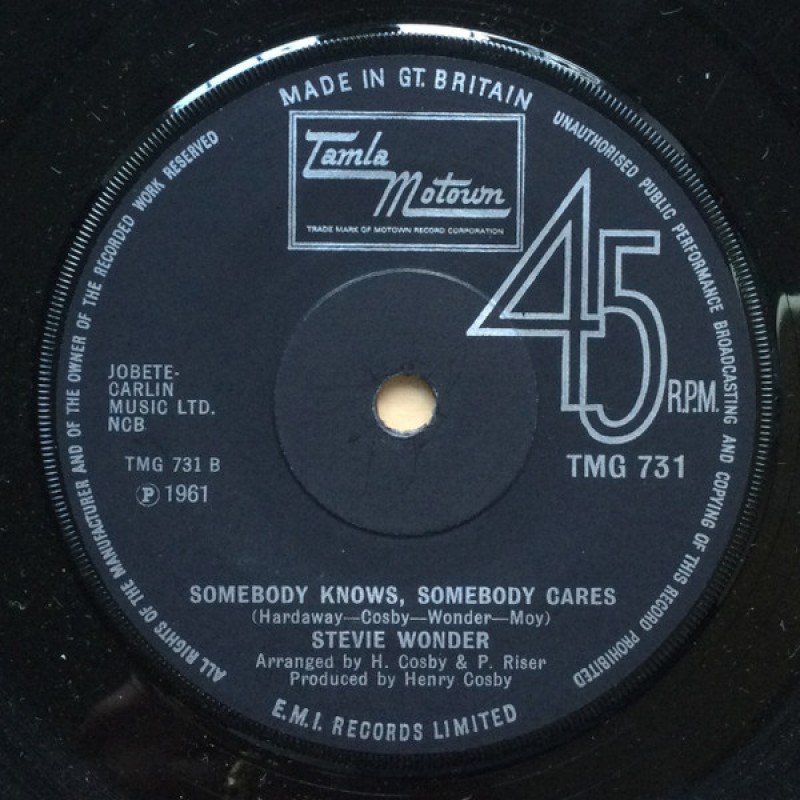 MADE IN GT. BRITAIN
UNAUTHORISED PUBLIC PERFORMANCE BROADCASTING AND COPYING OF THIS RECORD PROHIBITED
ALL RIGHTS OF THE MANUFACTURER AND OF THE OWNER OF THE RECORDED WORK RESERVED
Tamla
Motown
TRADE MARK OF MOTOWN RECORD CORPORATION
45
R.P.M.
TMG 731
JOBETE-
CARLIN
MUSIC LTD.
NCB
TMG 731 B
Ⓟ 1961
SOMEBODY KNOWS, SOMEBODY CARES
(Hardaway—Cosby—Wonder—Moy)
STEVIE WONDER
Arranged by H. Cosby & P. Riser
Produced by Henry Cosby
E.M.I. RECORDS LIMITED